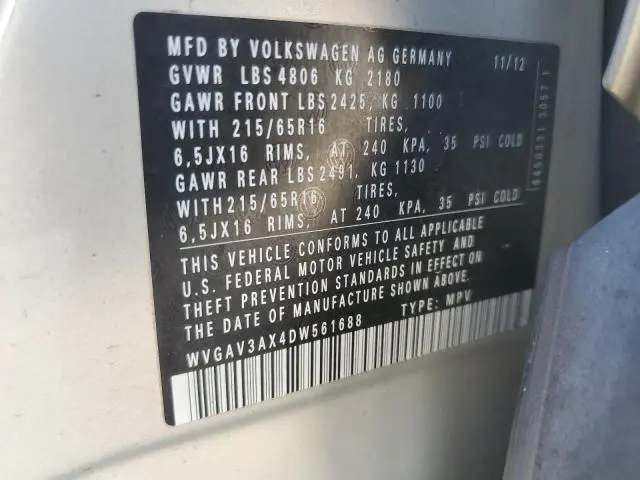 MFD BY VOLKSWAGEN AG GERMANY 11/12
GVWR LBS 4806 KG 2180
GAWR FRONT LBS 2425, KG 1100
WITH 215/65R16 TIRES,
6,5JX16 RIMS, AT 240 KPA, 35 PSI COLD
GAWR REAR LBS 2491, KG 1130
WITH 215/65R16 TIRES,
6,5JX16 RIMS, AT 240 KPA, 35 PSI COLD
THIS VEHICLE CONFORMS TO ALL APPLICABLE
U.S. FEDERAL MOTOR VEHICLE SAFETY AND
THEFT PREVENTION STANDARDS IN EFFECT ON
THE DATE OF MANUFACTURE SHOWN ABOVE.
WVGAV3AX4DW561688 TYPE: MPV